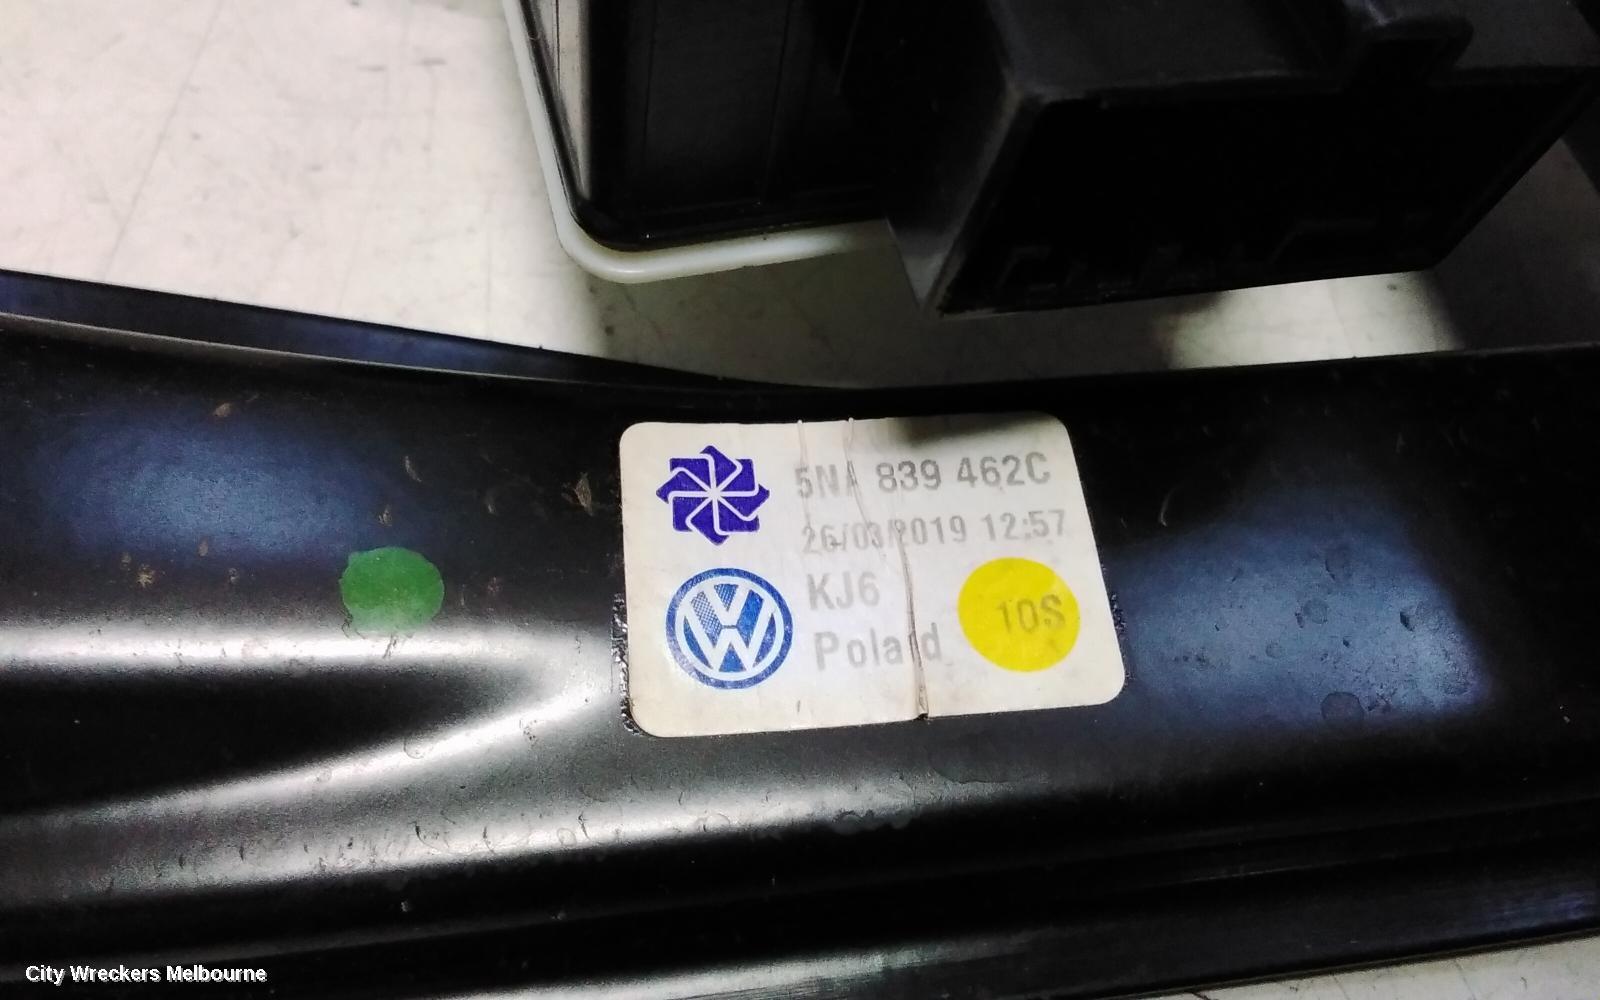 5NA 839 462C
26/03/2019 12:57
KJ6
Poland
10S
City Wreckers Melbourne